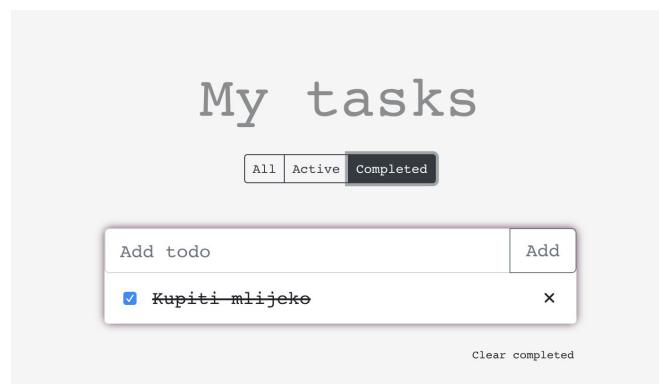 My tasks
All Active Completed
Add todo Add
Kupiti mlijeko ×
Clear completed